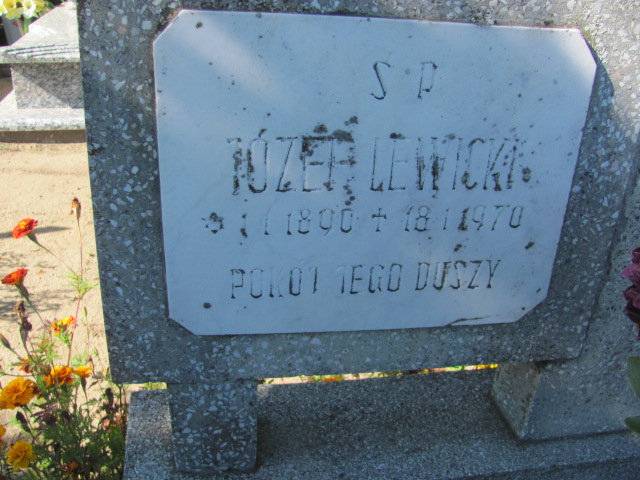 Ś P
JÓZEF LEWICKI
* 1 I 1890 + 18 I 1970
POKÓJ JEGO DUSZY